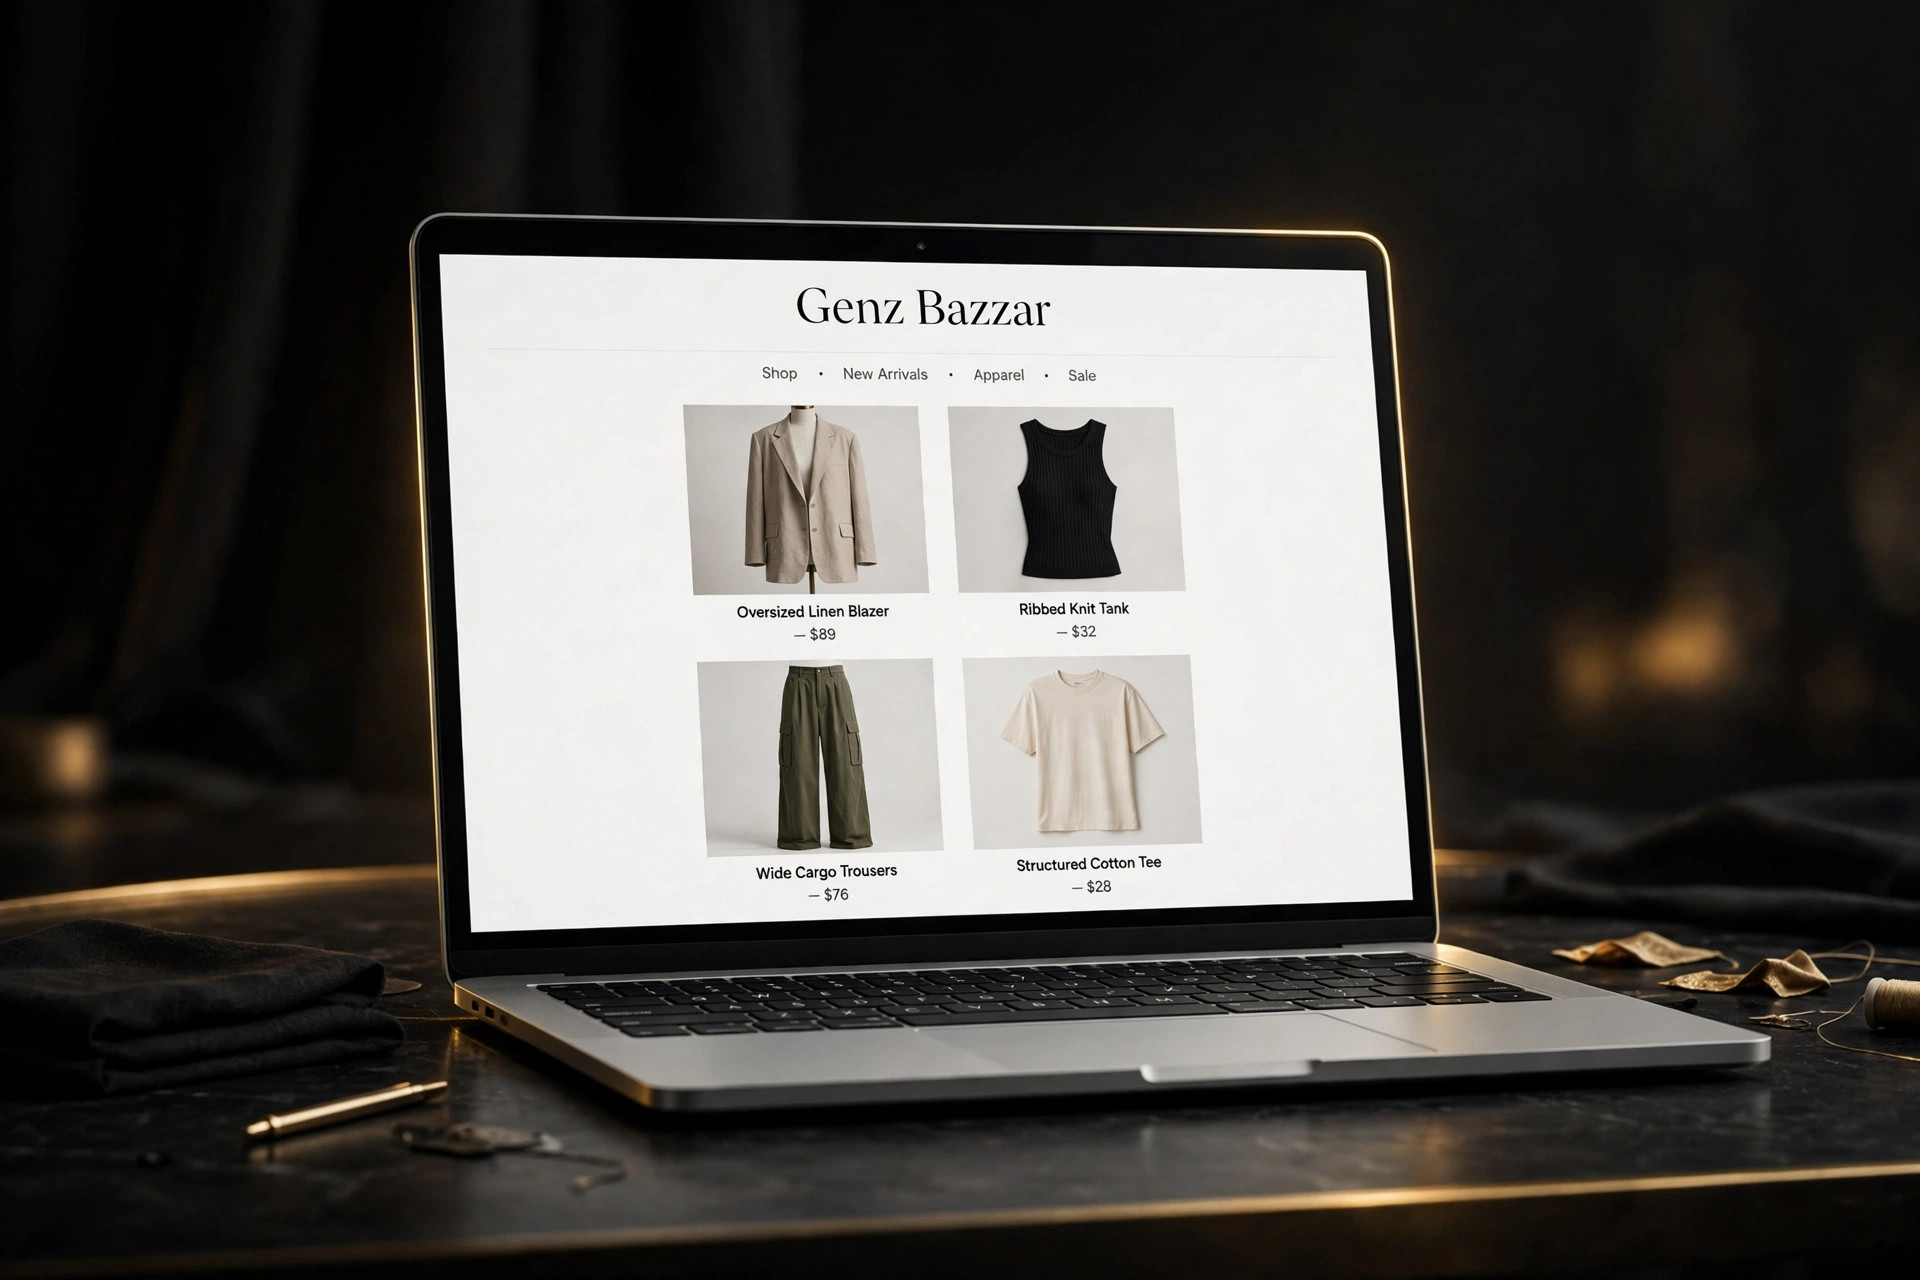 Genz Bazzar
Shop • New Arrivals • Apparel • Sale
Oversized Linen Blazer
— $89
Ribbed Knit Tank
— $32
Wide Cargo Trousers
— $76
Structured Cotton Tee
— $28